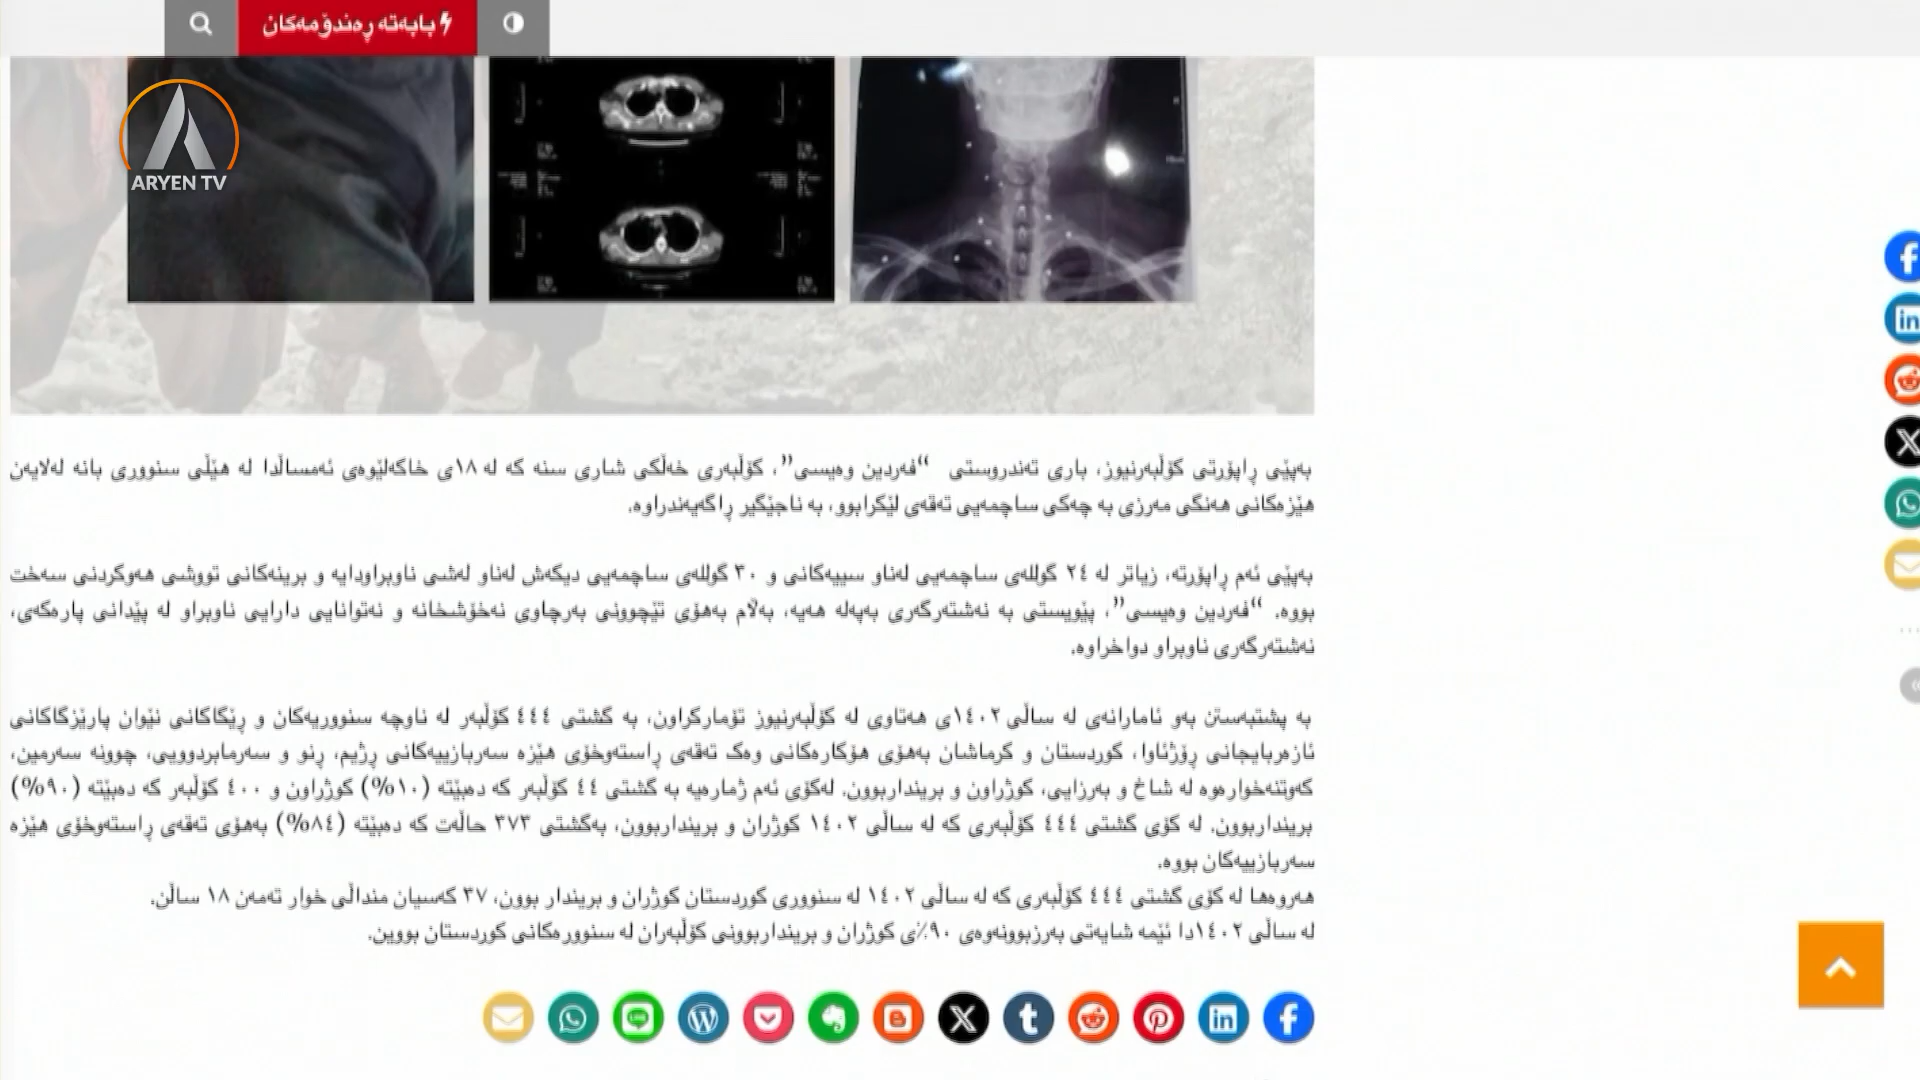 بابەتە ڕەندۆمەکان
ARYEN TV
بەپێی ڕاپۆرتی کۆڵبەرنیوز، باری تەندروستی “فەردین وەیسی”، کۆڵبەری خەڵکی شاری سنە کە لە ١٨ی خاکەلێوەی ئەمساڵدا لە هێڵی سنووری بانە لەلایەن
هێزەکانی هەنگی مەرزی بە چەکی ساچمەیی تەقەی لێکرابوو، بە ناجێگیر ڕاگەیەندراوە.
بەپێی ئەم ڕاپۆرتە، زیاتر لە ٢٤ گوللەی ساچمەیی لەناو سییەکانی و ٣٠ گوللەی ساچمەیی دیکەش لەناو لەشی ناوبراودایە و برینەکانی تووشی هەوکردنی سەخت
بووە. “فەردین وەیسی”، پێویستی بە نەشتەرگەری بەپەلە هەیە، بەڵام بەهۆی تێچوونی بەرچاوی نەخۆشخانە و نەتوانایی دارایی ناوبراو لە پێدانی پارەکەی،
نەشتەرگەری ناوبراو دواخراوە.
بە پشتبەستن بەو ئامارانەی لە ساڵی ١٤٠٢ی هەتاوی لە کۆڵبەرنیوز تۆمارکراون، بە گشتی ٤٤٤ کۆڵبەر لە ناوچە سنووریەکان و ڕێگاکانی نێوان پارێزگاکانی
ئازەربایجانی ڕۆژئاوا، کوردستان و کرماشان بەهۆی هۆکارەکانی وەک تەقەی ڕاستەوخۆی هێزە سەربازییەکانی ڕژیم، ڕنو و سەرمابردوویی، چوونە سەرمین،
کەوتنەخوارەوە لە شاخ و بەرزایی، کوژراون و برینداربوون. لەکۆی ئەم ژمارەیە بە گشتی ٤٤ کۆڵبەر کە دەبێتە (١٠%) کوژراون و ٤٠٠ کۆڵبەر کە دەبێتە (٩٠%)
برینداربوون. لە کۆی گشتی ٤٤٤ کۆڵبەری کە لە ساڵی ١٤٠٢ کوژران و برینداربوون، بەگشتی ٣٧٣ حاڵەت کە دەبێتە (٨٤%) بەهۆی تەقەی ڕاستەوخۆی هێزە
سەربازییەکان بووە.
هەروەها لە کۆی گشتی ٤٤٤ کۆڵبەری کە لە ساڵی ١٤٠٢ لە سنووری کوردستان کوژران و بریندار بوون، ٣٧ کەسیان منداڵی خوار تەمەن ١٨ ساڵن.
لە ساڵی ١٤٠٢دا ئێمە شایەتی بەرزبوونەوەی ٩٠٪ی کوژران و برینداربوونی کۆڵبەران لە سنوورەکانی کوردستان بووین.